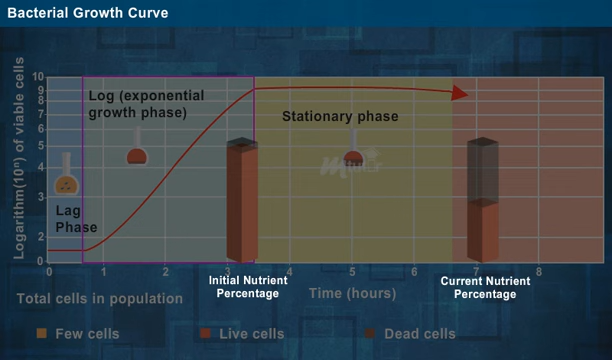 Bacterial Growth Curve
Logarithm(10ⁿ) of viable cells
10
9
8
7
6
5
4
3
2
0
Log (exponential
growth phase)
Stationary phase
Lag
Phase
0 1 2 3 4 5 6 7 8
Initial Nutrient
Percentage
Time (hours)
Current Nutrient
Percentage
Total cells in population
Few cells
Live cells
Dead cells